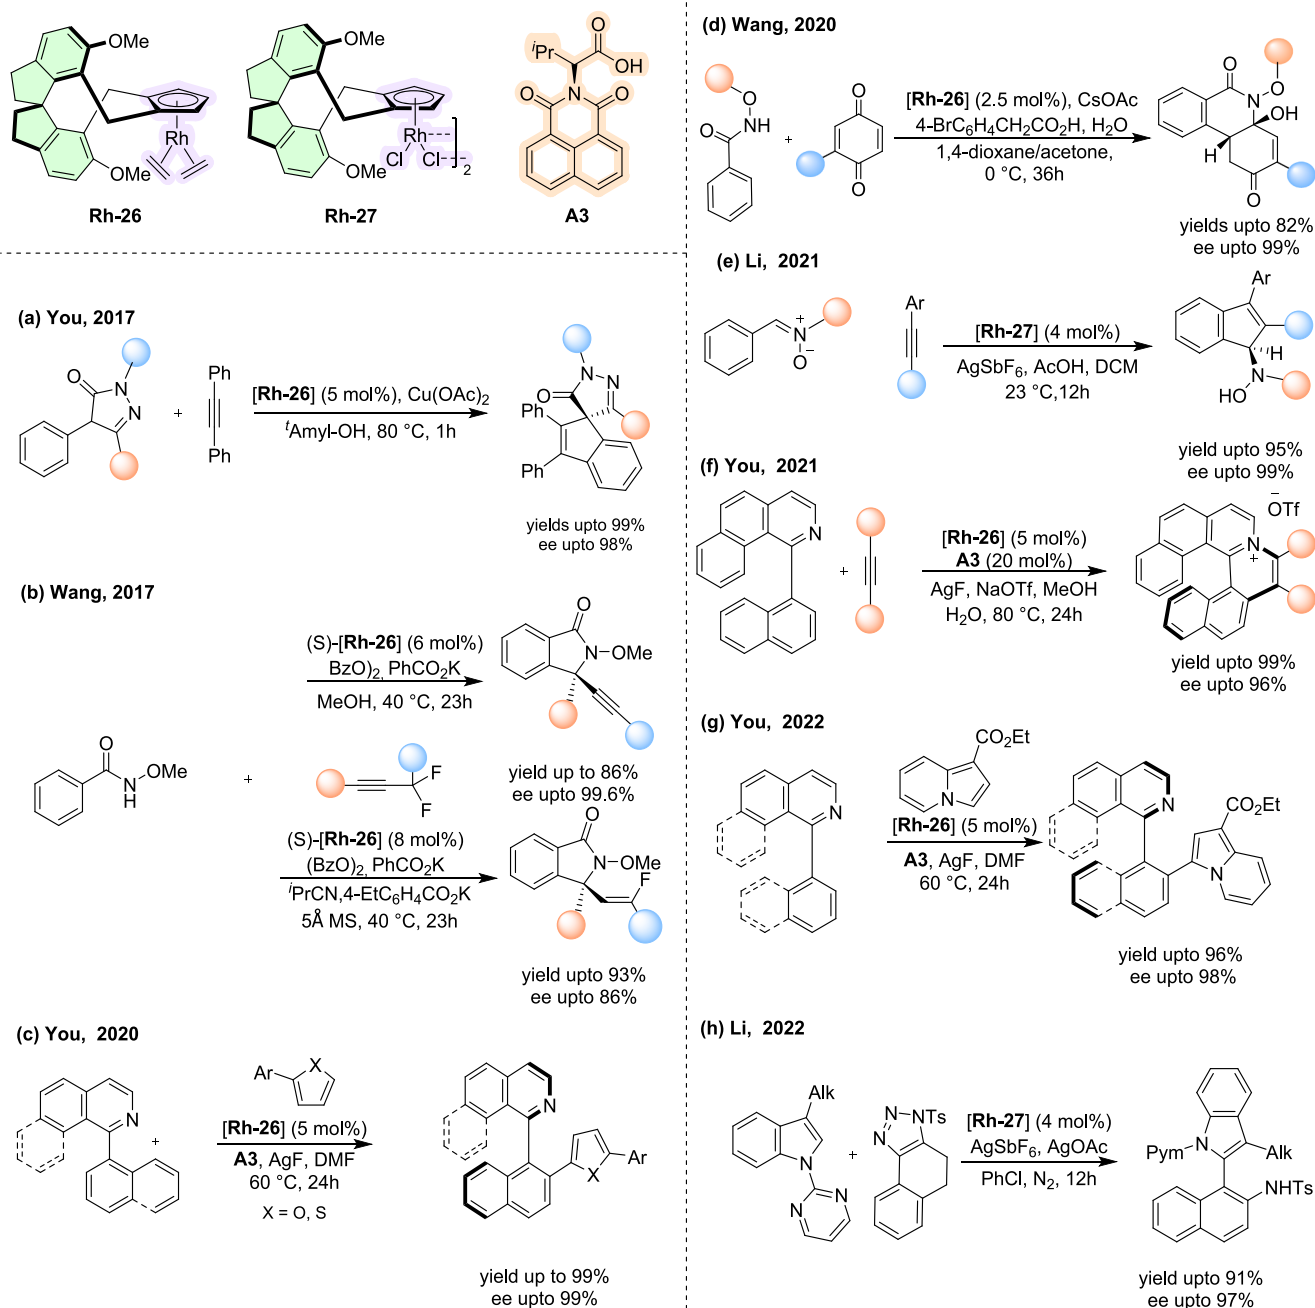 OMe
OMe
Rh
Rh-26
OMe
OMe
Rh
Cl Cl
2
Rh-27
iPr
O
OH
N
O O
A3
(a) You, 2017
O
N
N
+
Ph
Ph
[Rh-26] (5 mol%), Cu(OAc)2
tAmyl-OH, 80 °C, 1h
N
N
O
Ph
Ph
yields upto 99%
ee upto 98%
(b) Wang, 2017
O
N
H
OMe
+
F
F
(S)-[Rh-26] (6 mol%)
BzO)2, PhCO2K
MeOH, 40 °C, 23h
O
N-OMe
yield up to 86%
ee upto 99.6%
(S)-[Rh-26] (8 mol%)
(BzO)2, PhCO2K
iPrCN,4-EtC6H4CO2K
5Å MS, 40 °C, 23h
O
N-OMe
F
yield upto 93%
ee upto 86%
(c) You, 2020
N
+
Ar
X
[Rh-26] (5 mol%)
A3, AgF, DMF
60 °C, 24h
X = O, S
N
X
Ar
yield up to 99%
ee upto 99%
(d) Wang, 2020
O
NH
O
+
O
O
[Rh-26] (2.5 mol%), CsOAc
4-BrC6H4CH2CO2H, H2O
1,4-dioxane/acetone,
0 °C, 36h
O
O
N
OH
H
O
yields upto 82%
ee upto 99%
(e) Li, 2021
N
+
O
−
Ar
[Rh-27] (4 mol%)
AgSbF6, AcOH, DCM
23 °C,12h
Ar
H
N
HO
yield upto 95%
ee upto 99%
(f) You, 2021
N
+
[Rh-26] (5 mol%)
A3 (20 mol%)
AgF, NaOTf, MeOH
H2O, 80 °C, 24h
−
OTf
N
+
yield upto 99%
ee upto 96%
(g) You, 2022
N
CO2Et
N
[Rh-26] (5 mol%)
A3, AgF, DMF
60 °C, 24h
N
CO2Et
N
yield upto 96%
ee upto 98%
(h) Li, 2022
Alk
N
N N
+
N NTs
N
[Rh-27] (4 mol%)
AgSbF6, AgOAc
PhCl, N2, 12h
Pym N
Alk
NHTs
yield upto 91%
ee upto 97%